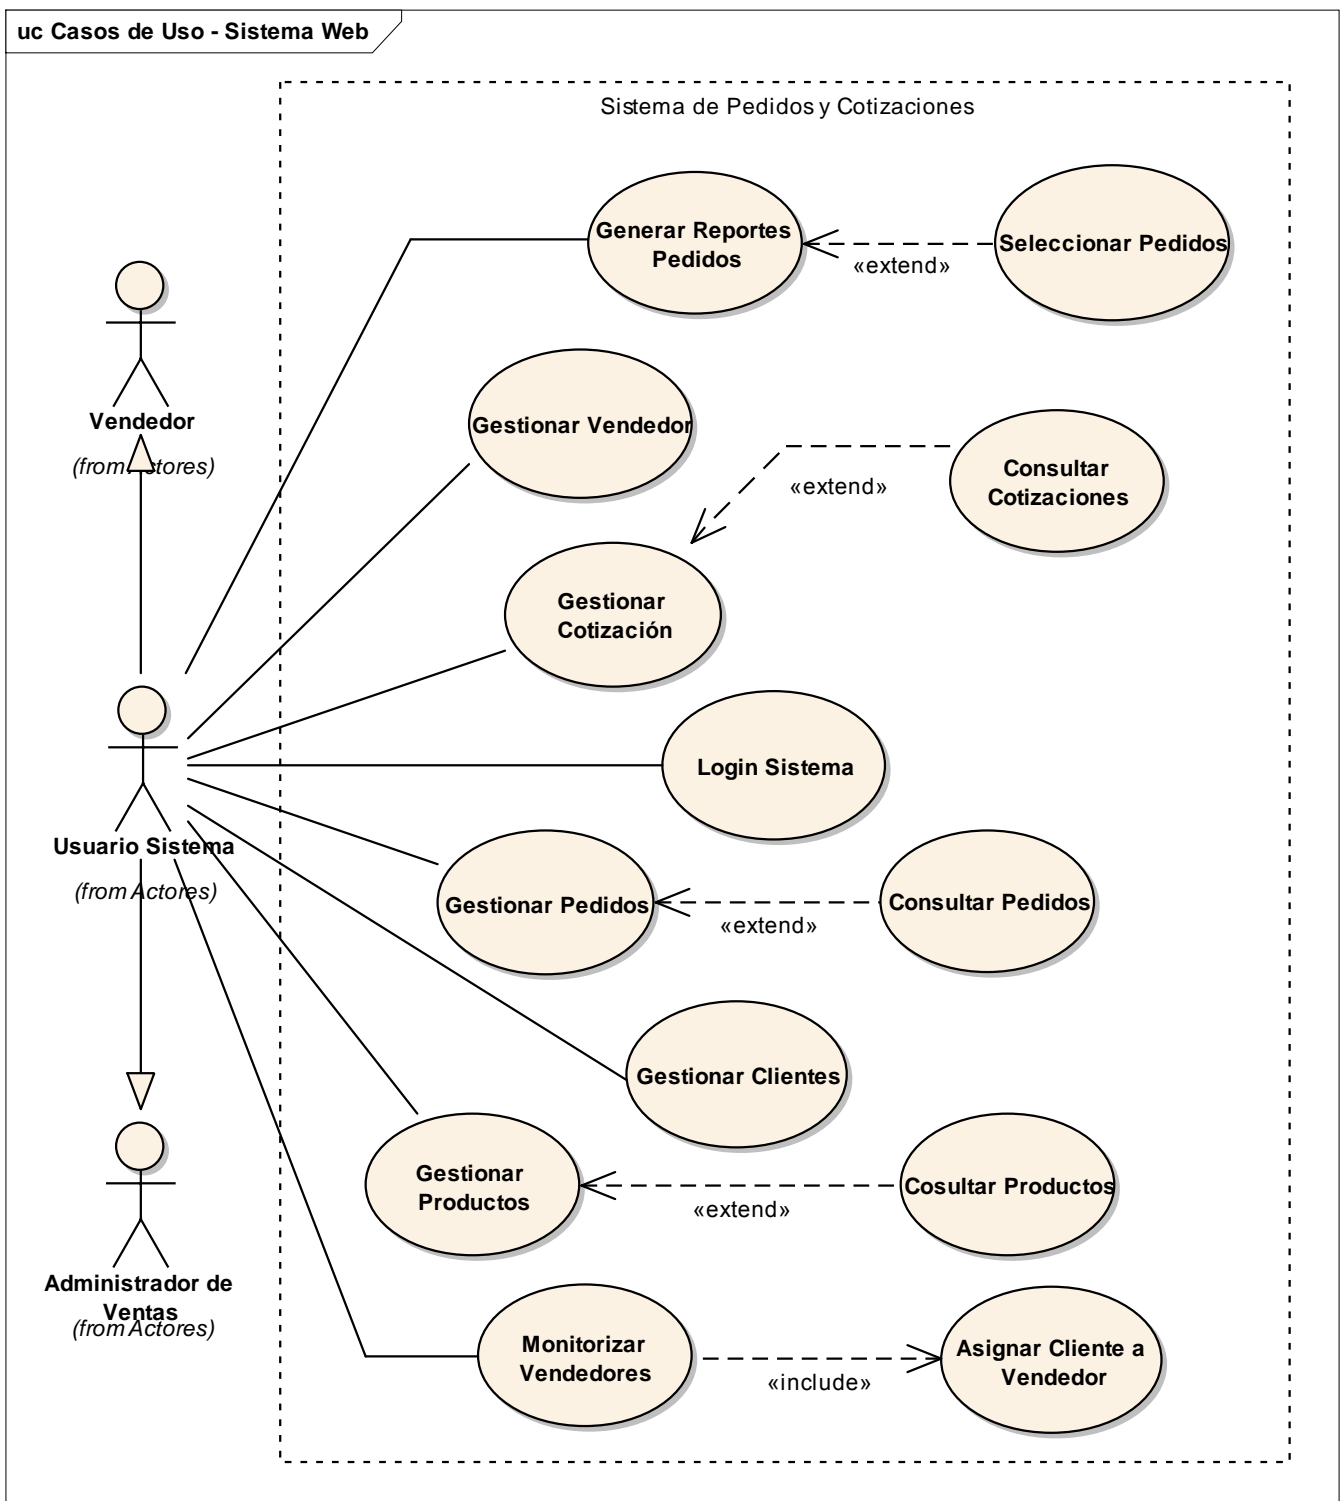 uc Casos de Uso - Sistema Web
Sistema de Pedidos y Cotizaciones
Generar Reportes
Pedidos
«extend»
Seleccionar Pedidos
Vendedor
(from Actores)
Gestionar Vendedor
«extend»
Consultar
Cotizaciones
Gestionar
Cotización
Login Sistema
Usuario Sistema
(from Actores)
Gestionar Pedidos
«extend»
Consultar Pedidos
Gestionar Clientes
Gestionar
Productos
«extend»
Cosultar Productos
Administrador de
Ventas
(from Actores)
Monitorizar
Vendedores
«include»
Asignar Cliente a
Vendedor